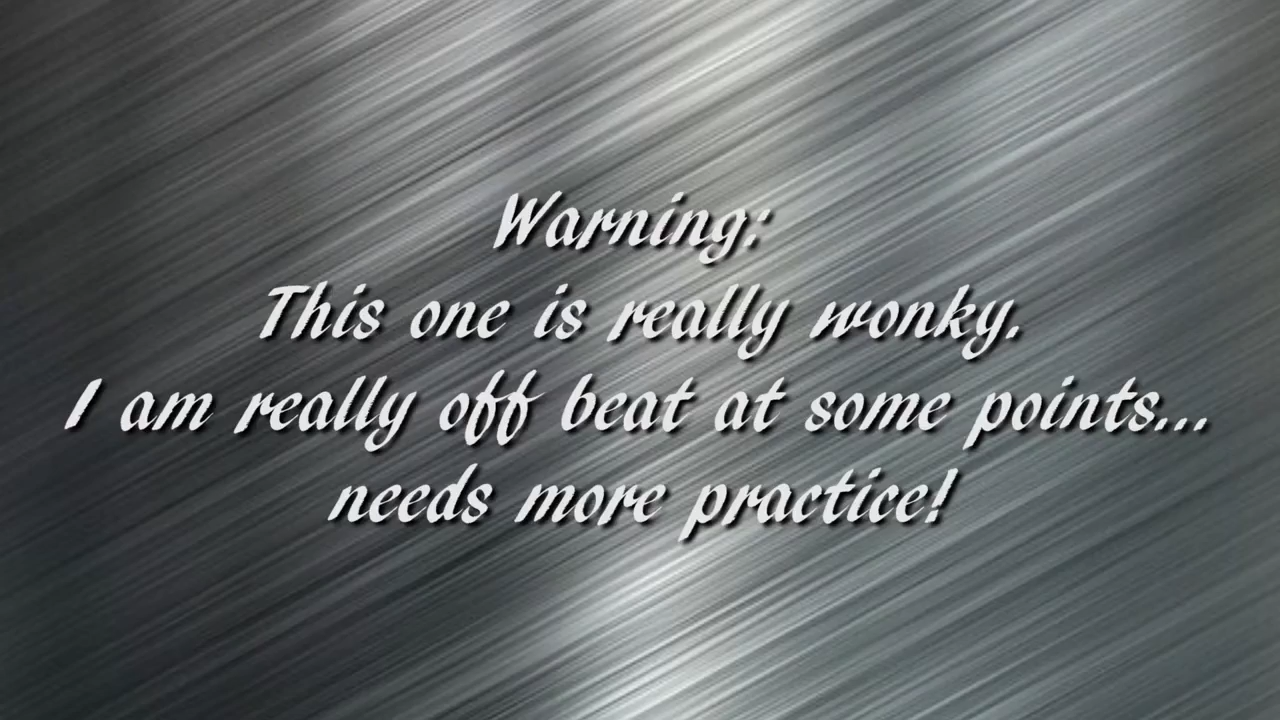 Warning:
This one is really wonky.
I am really off beat at some points...
needs more practice!